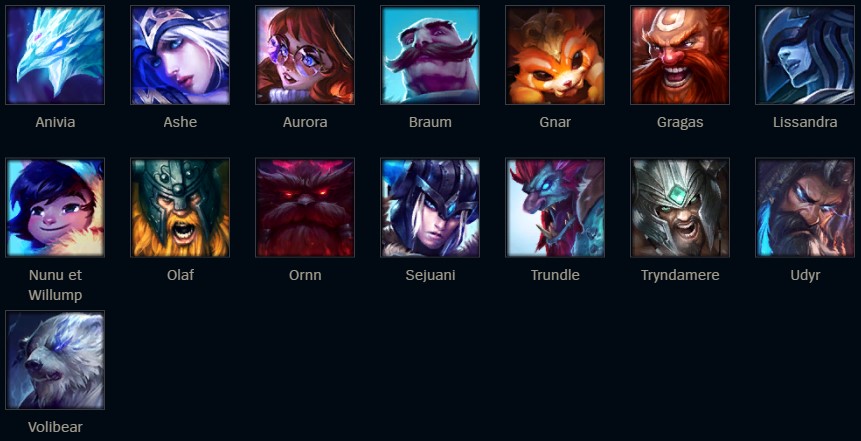 Anivia
Ashe
Aurora
Braum
Gnar
Gragas
Lissandra
Nunu et
Willump
Olaf
Ornn
Sejuani
Trundle
Tryndamere
Udyr
Volibear